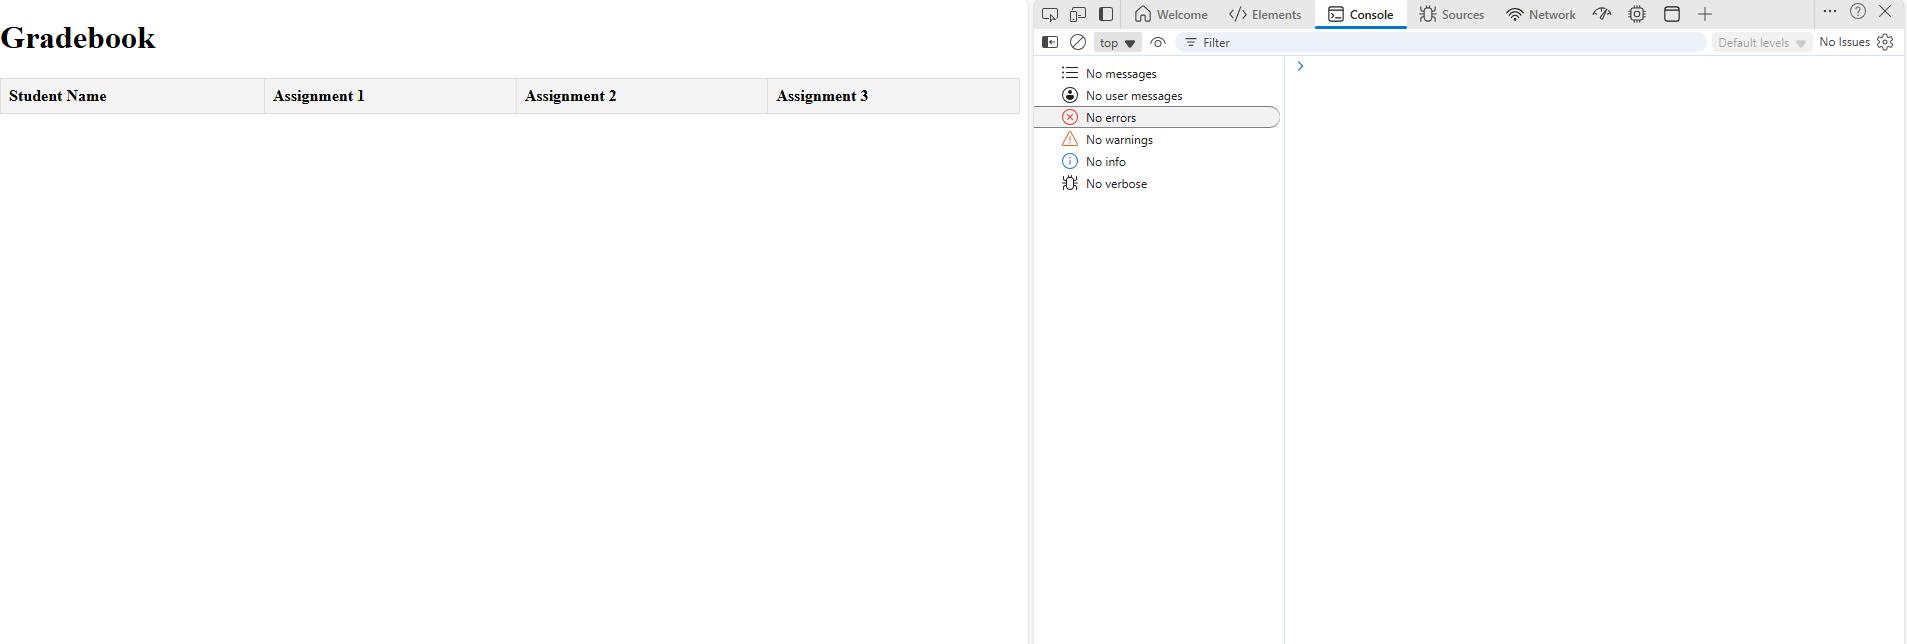 Gradebook
Student Name Assignment 1 Assignment 2 Assignment 3
Welcome Elements Console Sources Network
top Filter Default levels No Issues
No messages
No user messages
No errors
No warnings
No info
No verbose